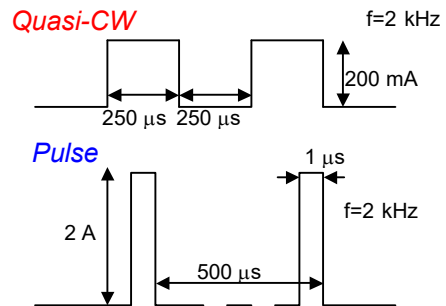 Quasi-CW
f=2 kHz
200 mA
250 μs 250 μs
Pulse
1 μs
2 A
f=2 kHz
500 μs